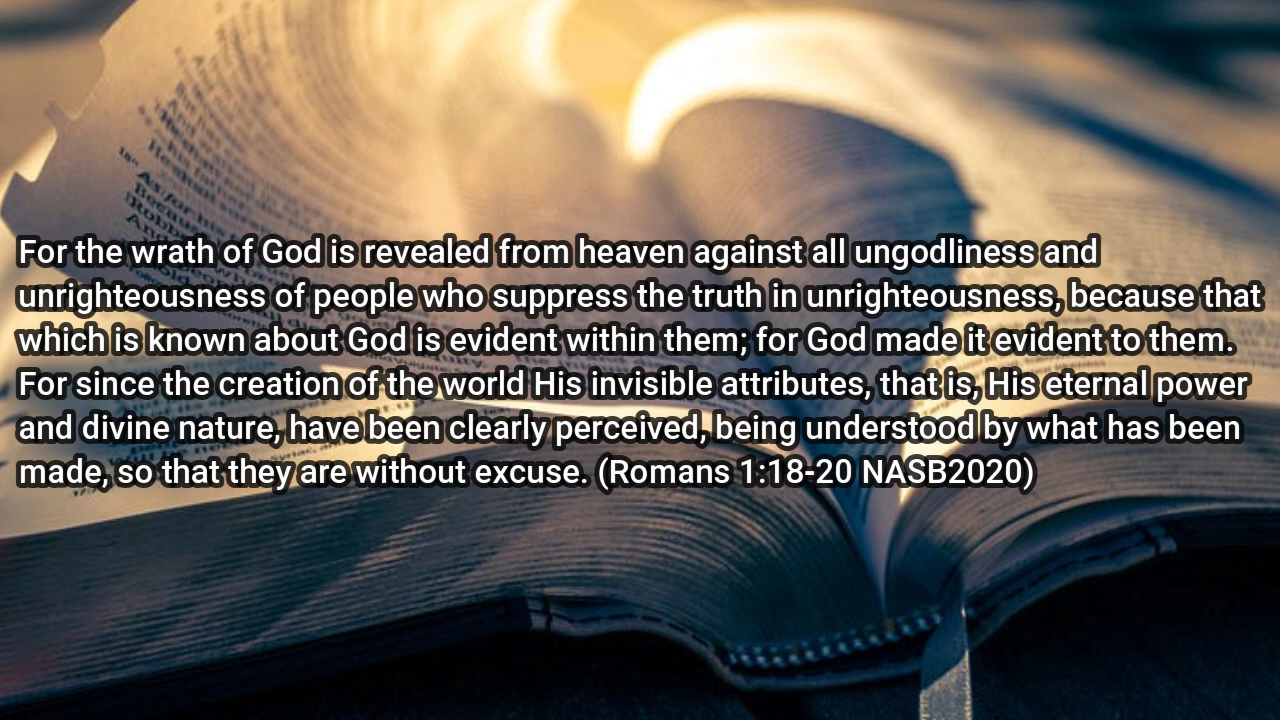 For the wrath of God is revealed from heaven against all ungodliness and
unrighteousness of people who suppress the truth in unrighteousness, because that
which is known about God is evident within them; for God made it evident to them.
For since the creation of the world His invisible attributes, that is, His eternal power
and divine nature, have been clearly perceived, being understood by what has been
made, so that they are without excuse. (Romans 1:18-20 NASB2020)